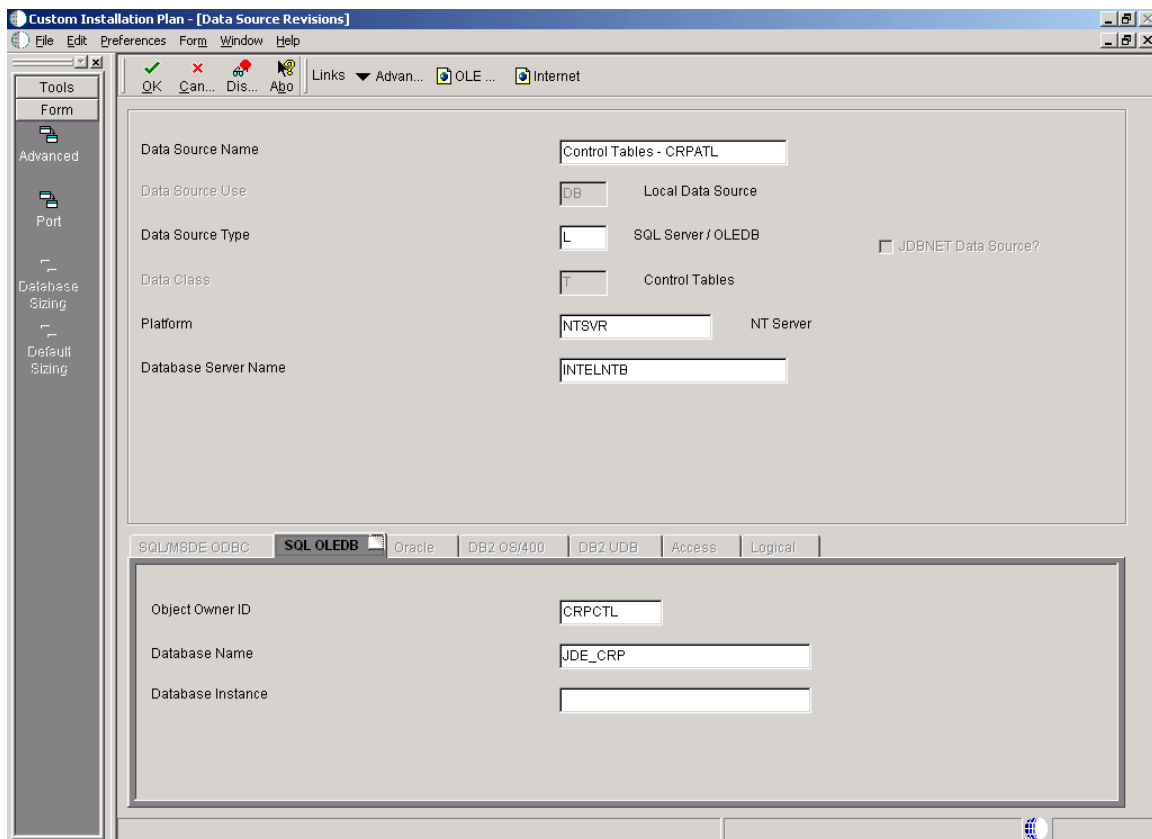 Custom Installation Plan - [Data Source Revisions]
File Edit Preferences Form Window Help
Tools
Form
Advanced
Port
Database Sizing
Default Sizing
OK Can... Dis... Abo Links Advan... OLE ... Internet
Data Source Name Control Tables - CRPATL
Data Source Use DB Local Data Source
Data Source Type L SQL Server / OLEDB JDBNET Data Source?
Data Class T Control Tables
Platform NTSVR NT Server
Database Server Name INTELNTB
SQL/MSDE ODBC SQL OLEDB Oracle DB2 OS/400 DB2 UDB Access Logical
Object Owner ID CRPCTL
Database Name JDE_CRP
Database Instance